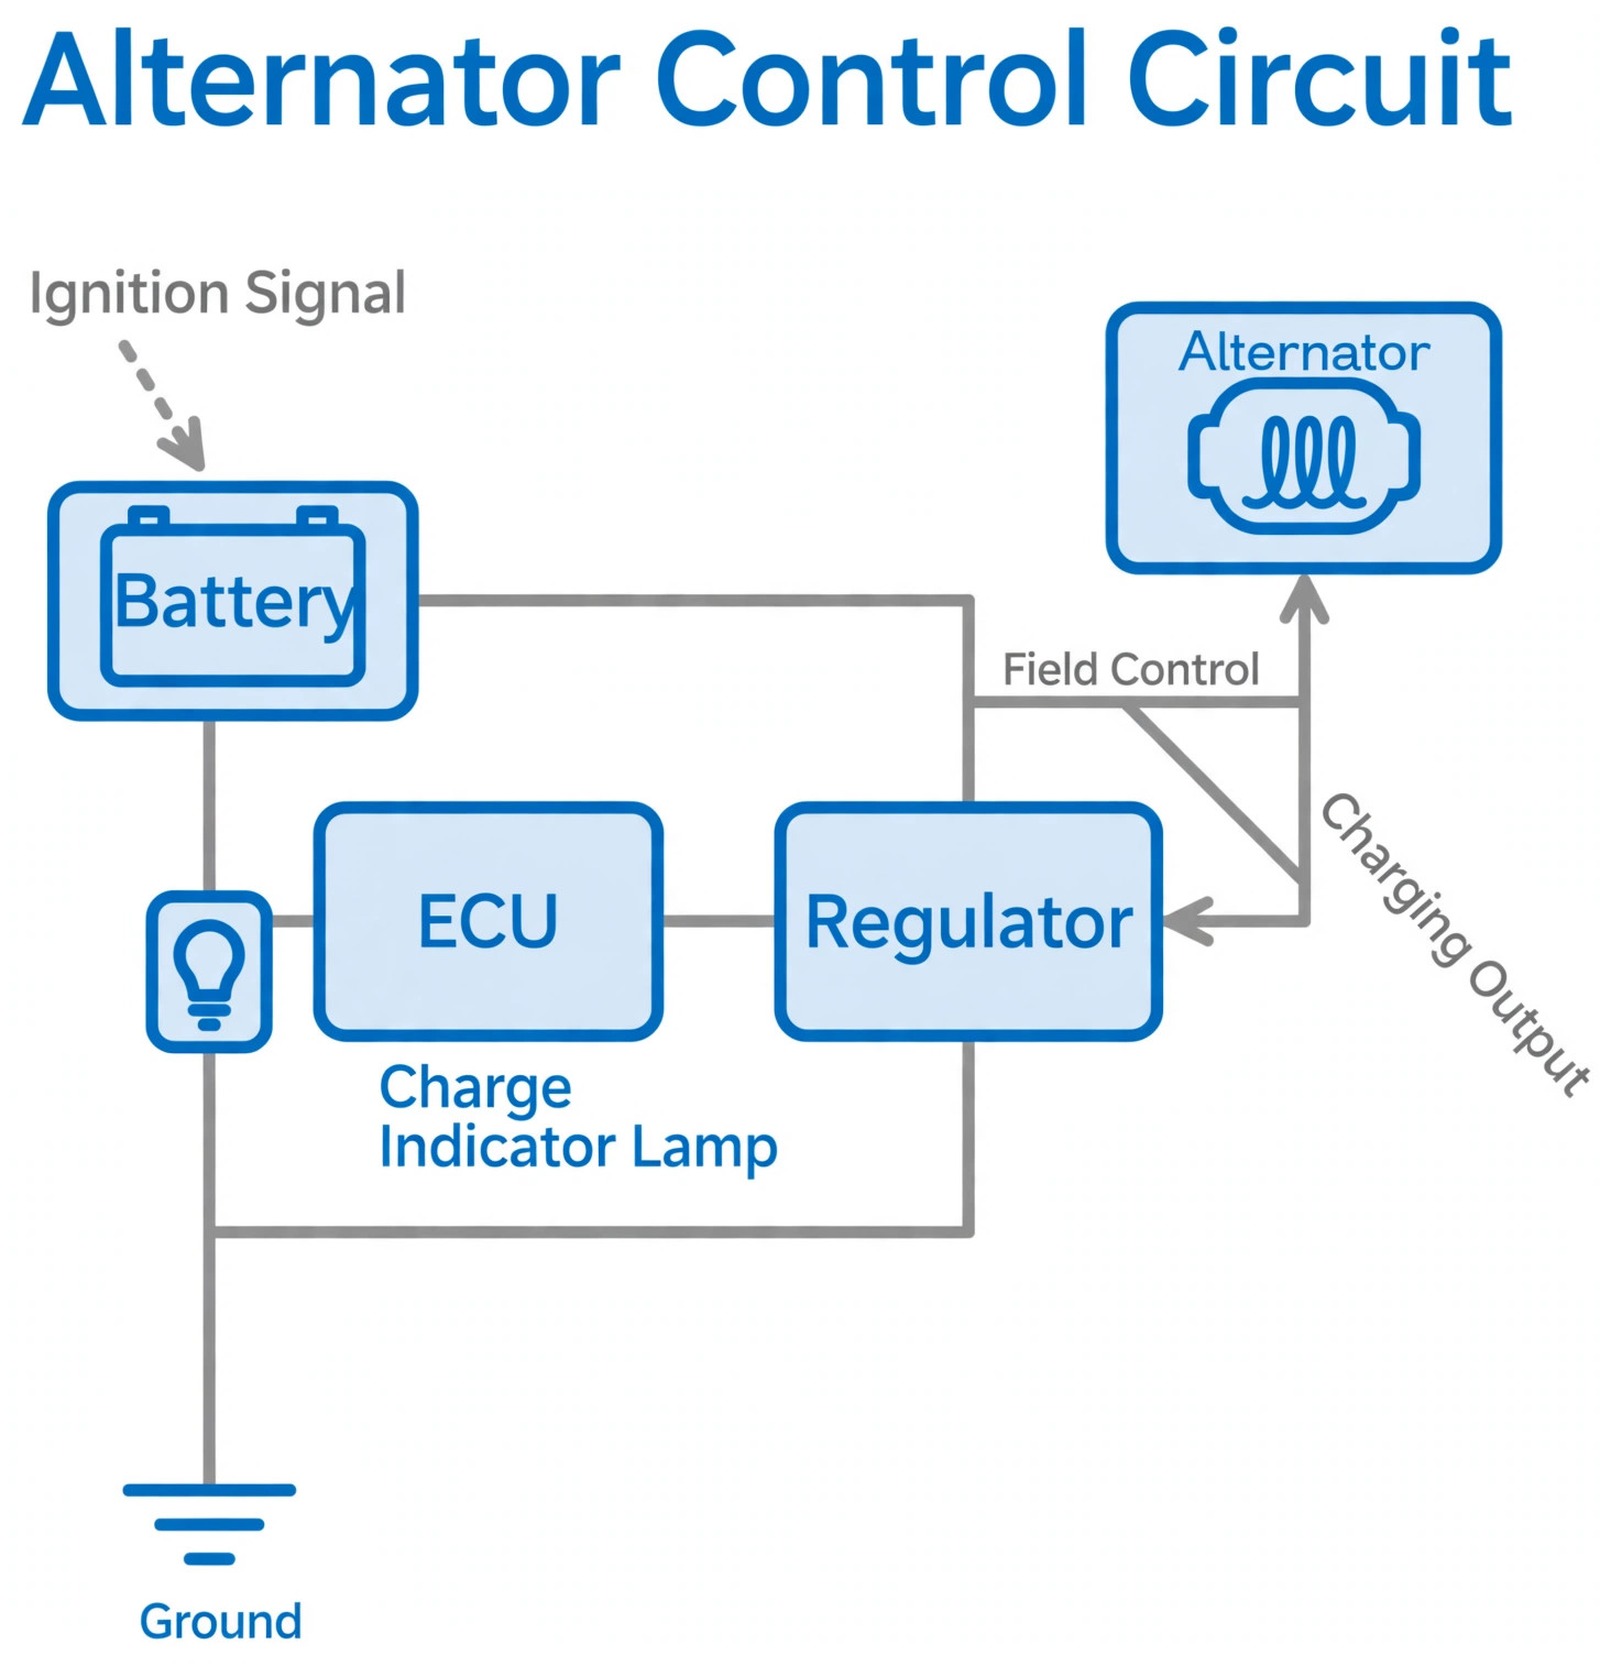 Alternator Control Circuit
Ignition Signal
Alternator
Battery
Field Control
Charging Output
ECU
Regulator
Charge
Indicator Lamp
Ground